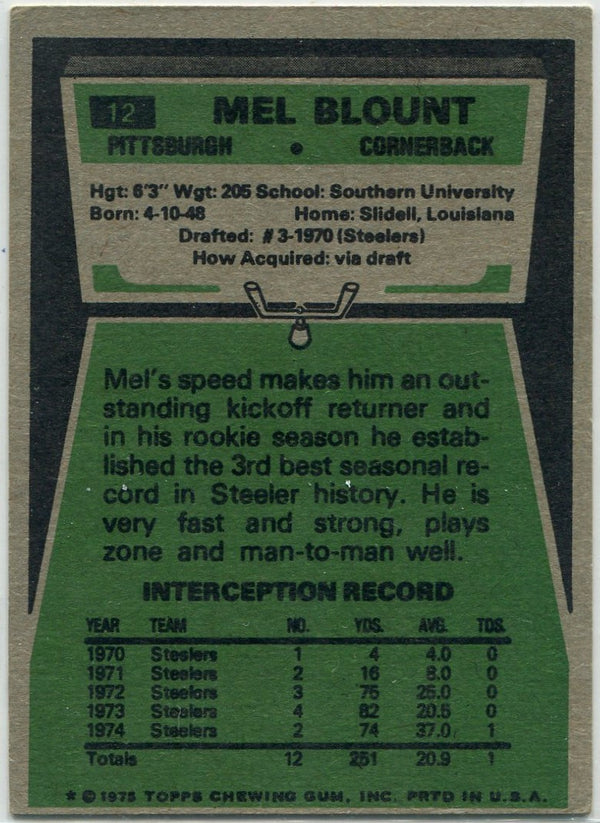 12 MEL BLOUNT
PITTSBURGH • CORNERBACK
Hgt: 6'3" Wgt: 205 School: Southern University
Born: 4-10-48 Home: Slidell, Louisiana
Drafted: #3-1970 (Steelers)
How Acquired: via draft
Mel's speed makes him an out-
standing kickoff returner and
in his rookie season he estab-
lished the 3rd best seasonal re-
cord in Steeler history. He is
very fast and strong, plays
zone and man-to-man well.
INTERCEPTION RECORD
YEAR TEAM NO. YDS. AVG. TDS.
1970 Steelers 1 4 4.0 0
1971 Steelers 2 16 8.0 0
1972 Steelers 3 75 25.0 0
1973 Steelers 4 82 20.5 0
1974 Steelers 2 74 37.0 1
Totals 12 251 20.9 1
* © 1975 TOPPS CHEWING GUM, INC. PRTD IN U.S.A.